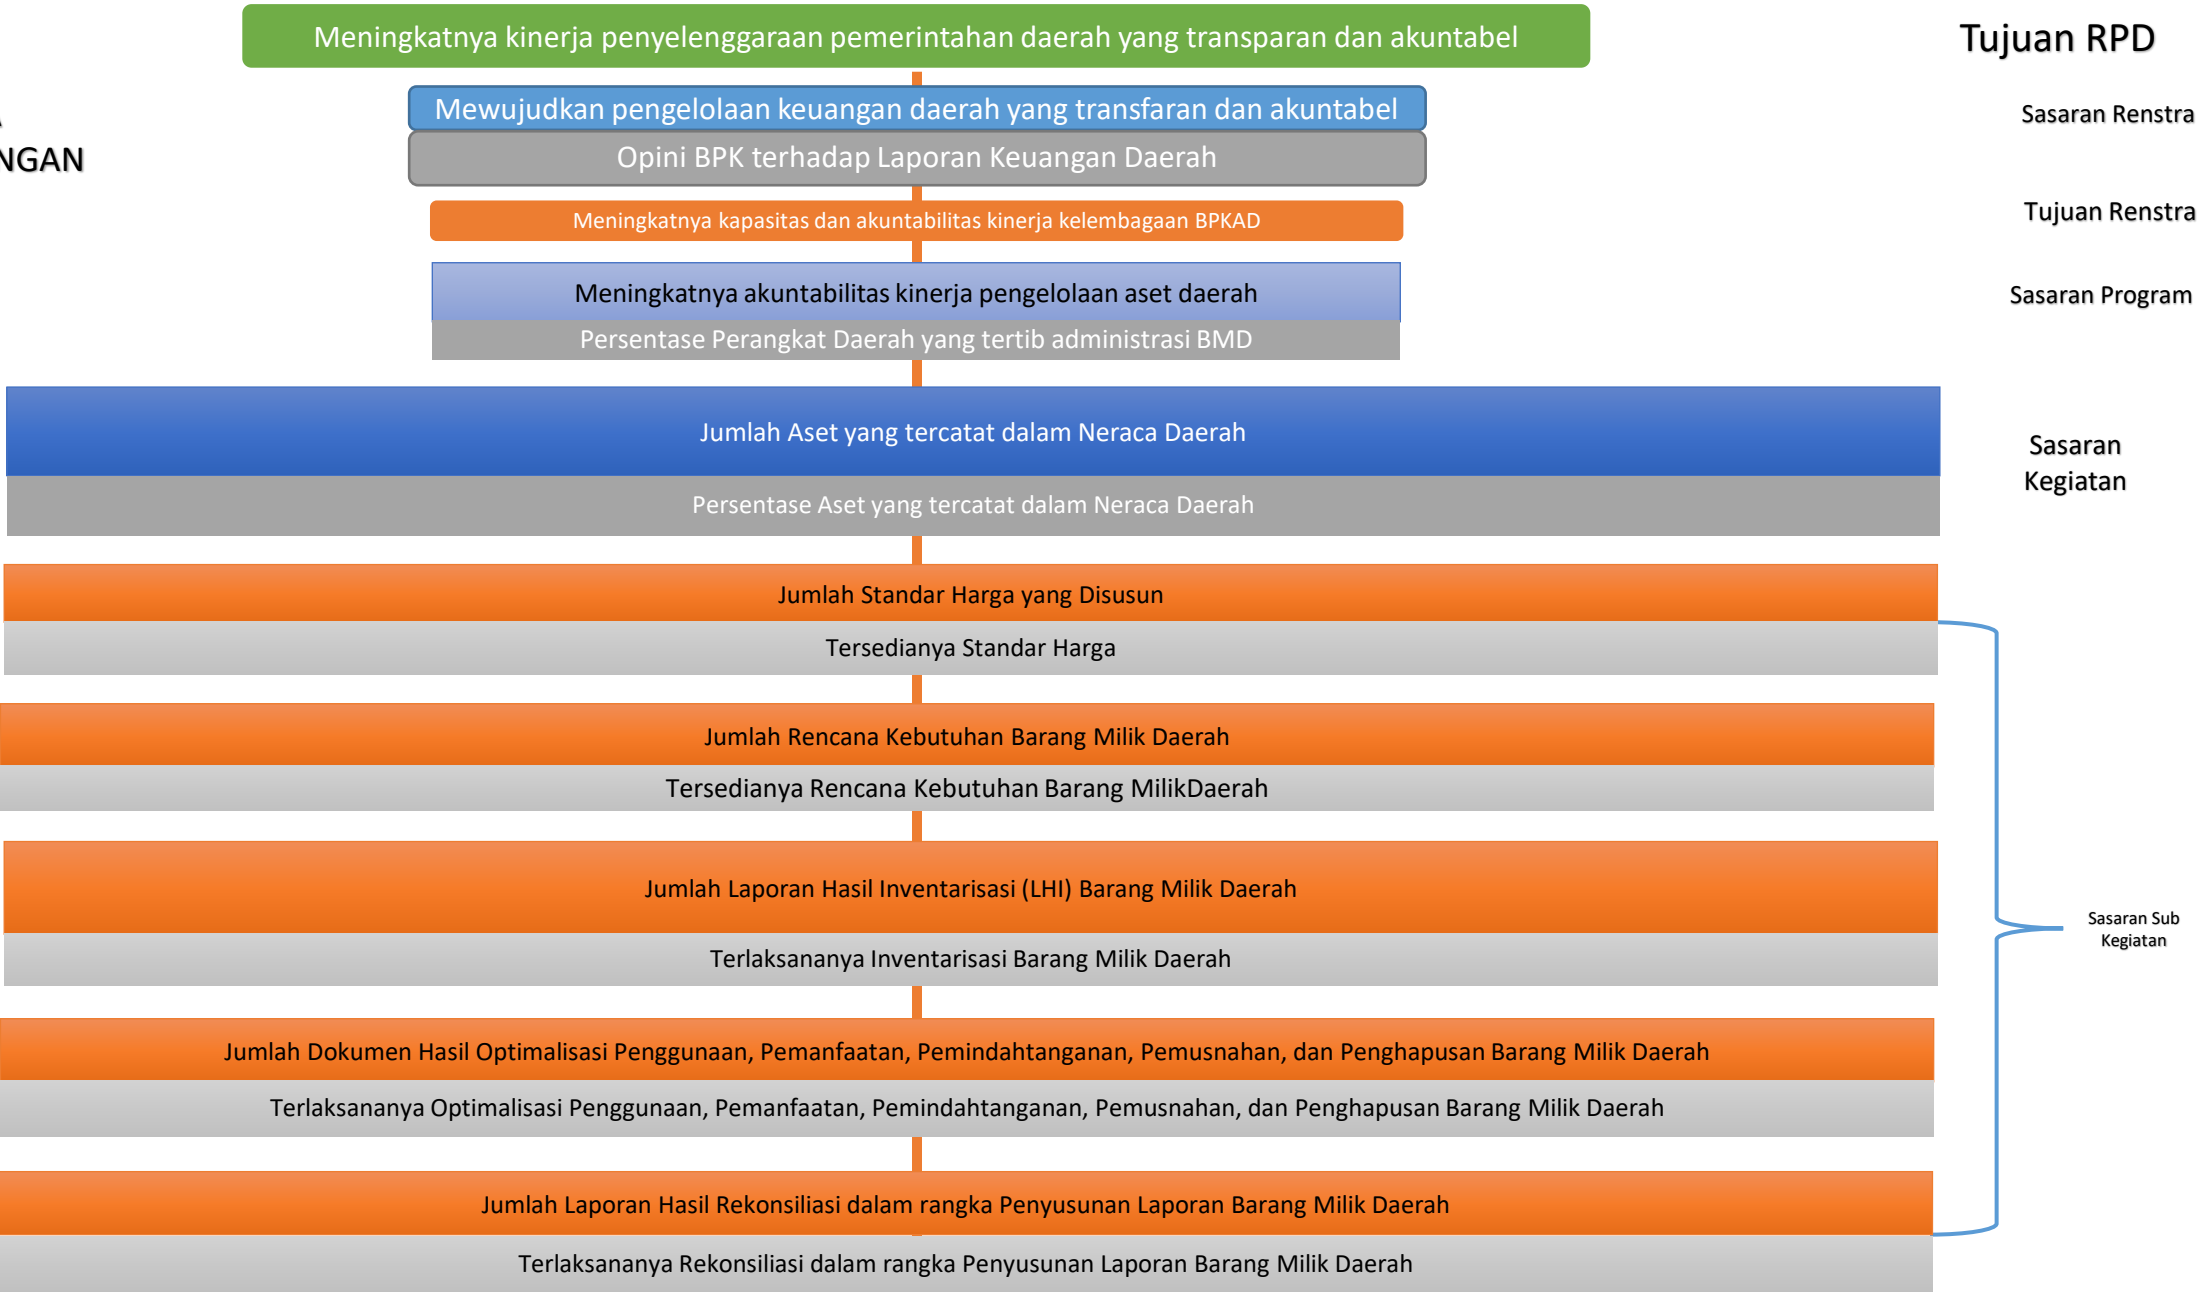 Meningkatnya kinerja penyelenggaraan pemerintahan daerah yang transparan dan akuntabel
Tujuan RPD
Mewujudkan pengelolaan keuangan daerah yang transfaran dan akuntabel
Sasaran Renstra
NGAN
Opini BPK terhadap Laporan Keuangan Daerah
Meningkatnya kapasitas dan akuntabilitas kinerja kelembagaan BPKAD
Tujuan Renstra
Meningkatnya akuntabilitas kinerja pengelolaan aset daerah
Sasaran Program
Persentase Perangkat Daerah yang tertib administrasi BMD
Jumlah Aset yang tercatat dalam Neraca Daerah
Sasaran
Kegiatan
Persentase Aset yang tercatat dalam Neraca Daerah
Jumlah Standar Harga yang Disusun
Tersedianya Standar Harga
Jumlah Rencana Kebutuhan Barang Milik Daerah
Tersedianya Rencana Kebutuhan Barang MilikDaerah
Jumlah Laporan Hasil Inventarisasi (LHI) Barang Milik Daerah
Terlaksananya Inventarisasi Barang Milik Daerah
Sasaran Sub
Kegiatan
Jumlah Dokumen Hasil Optimalisasi Penggunaan, Pemanfaatan, Pemindahtanganan, Pemusnahan, dan Penghapusan Barang Milik Daerah
Terlaksananya Optimalisasi Penggunaan, Pemanfaatan, Pemindahtanganan, Pemusnahan, dan Penghapusan Barang Milik Daerah
Jumlah Laporan Hasil Rekonsiliasi dalam rangka Penyusunan Laporan Barang Milik Daerah
Terlaksananya Rekonsiliasi dalam rangka Penyusunan Laporan Barang Milik Daerah